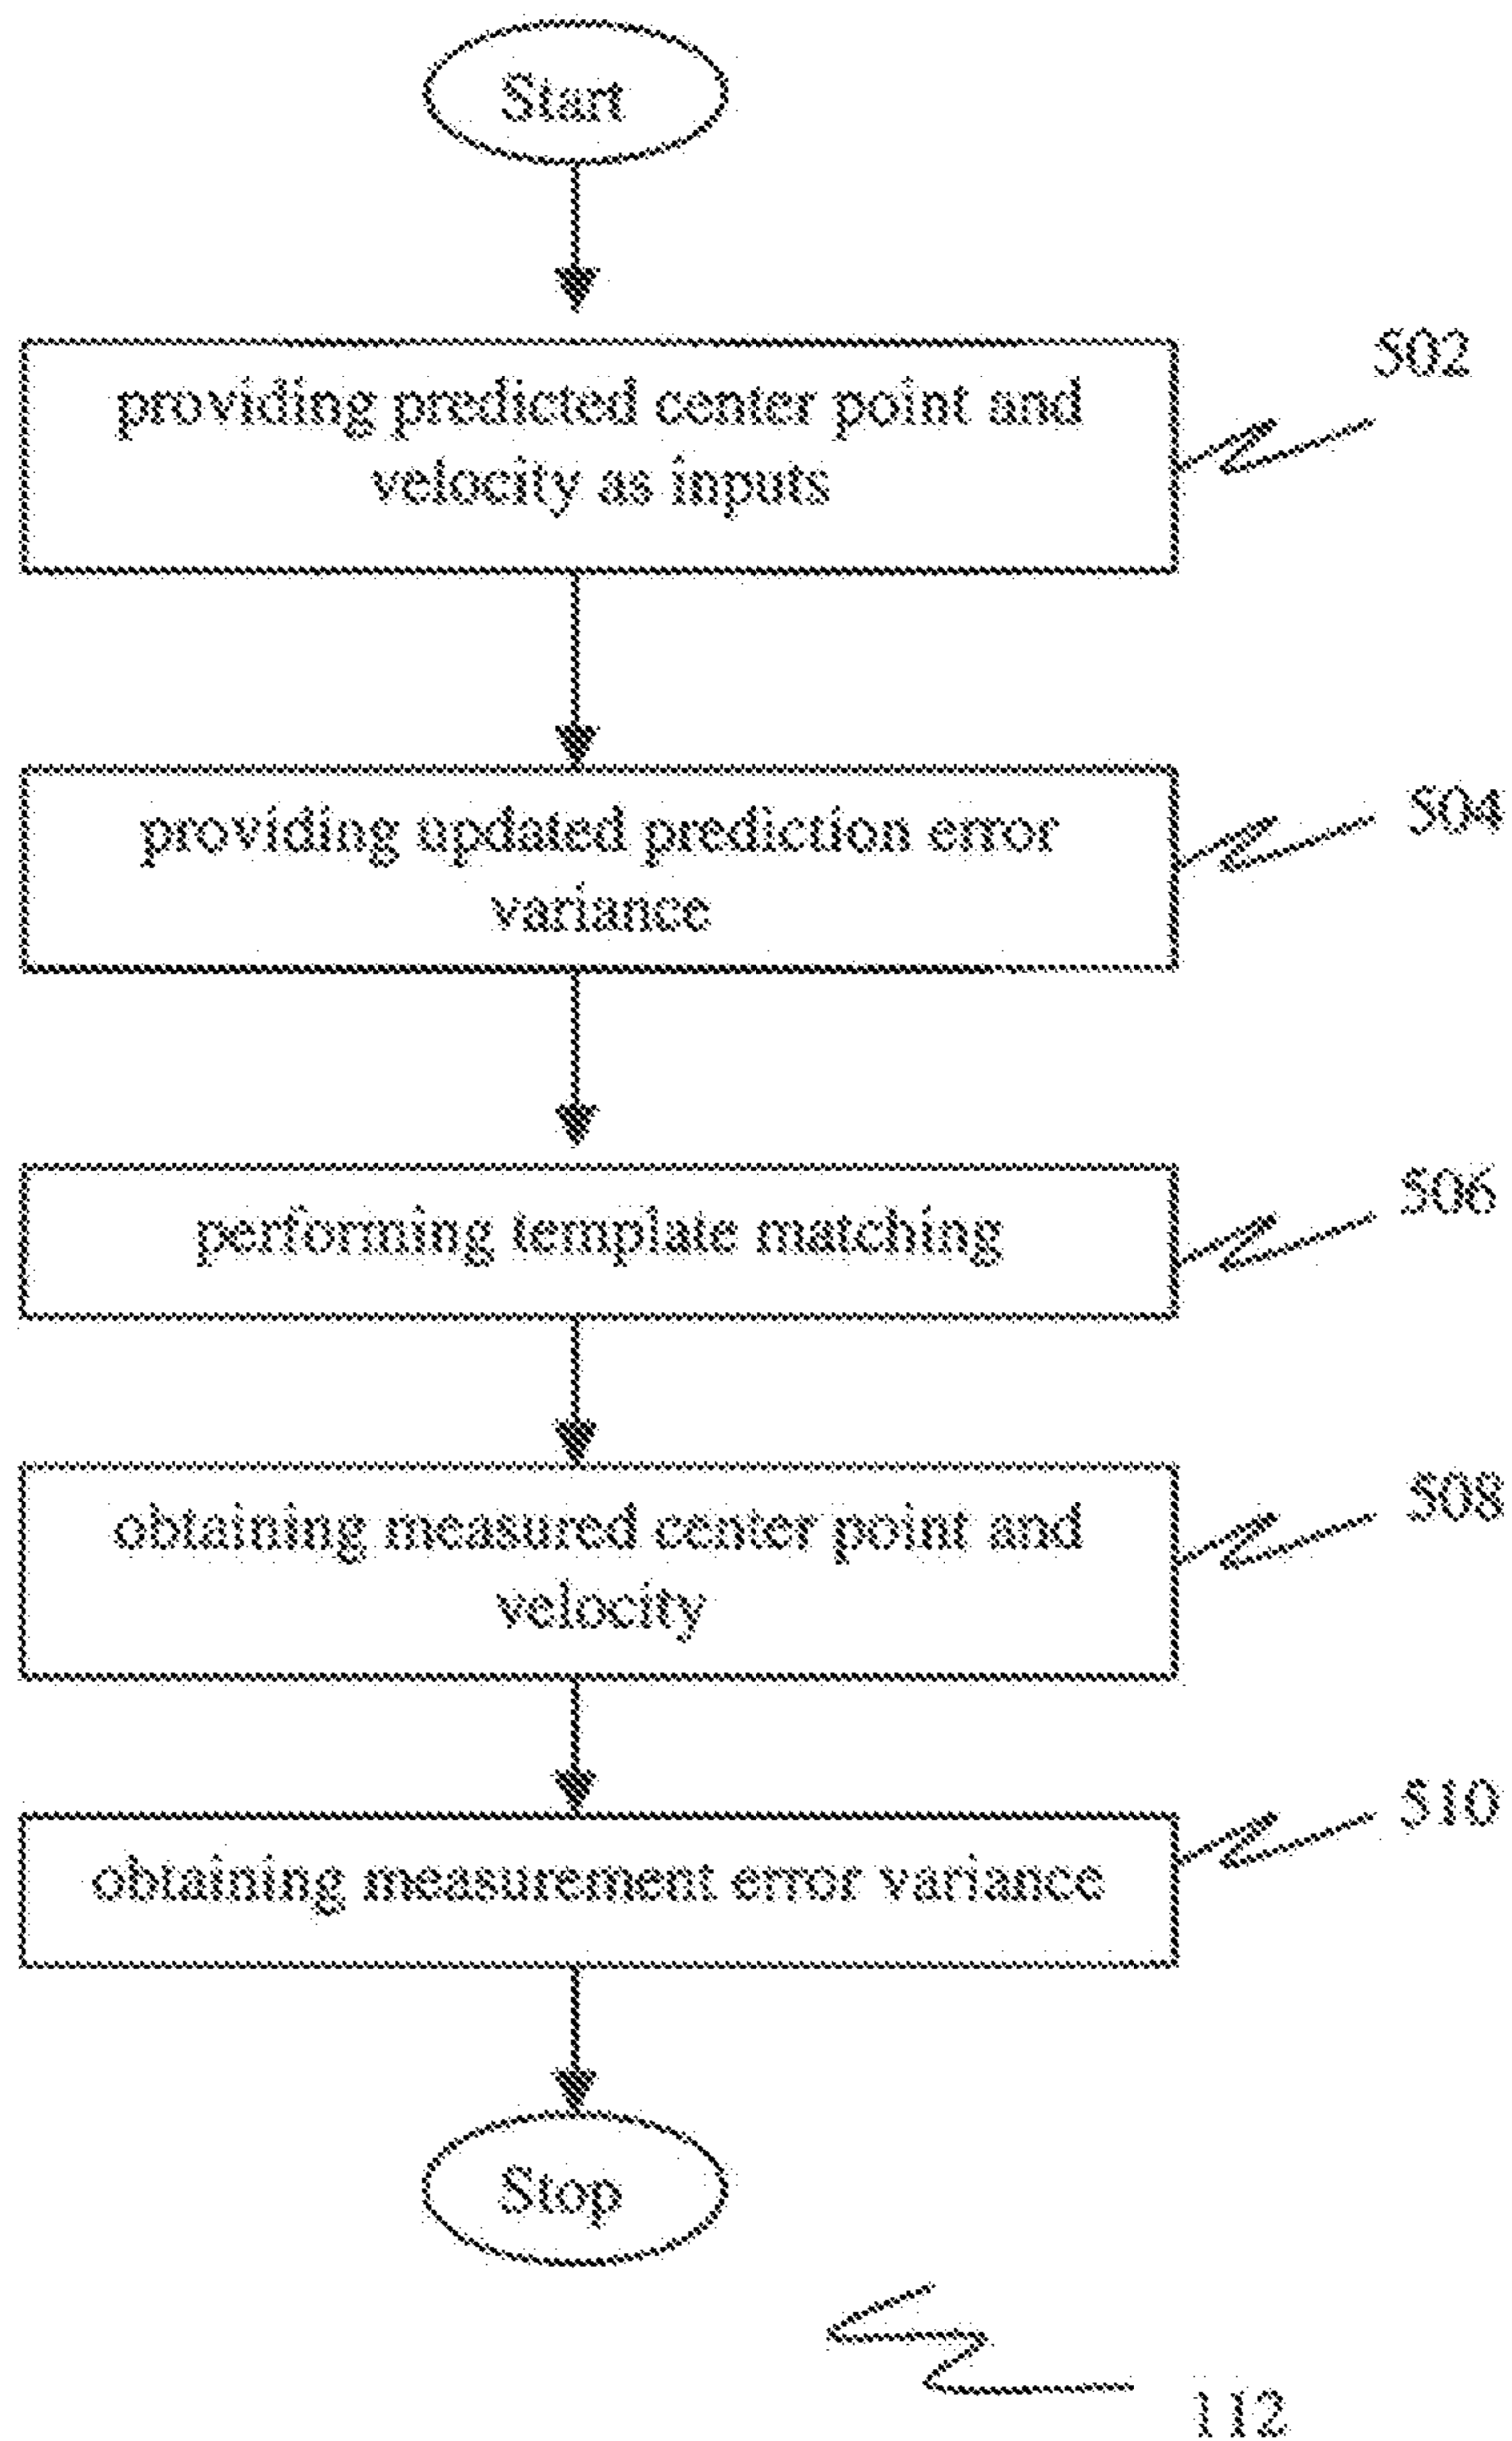 Start
502
providing predicted center point and
velocity as inputs
504
providing updated prediction error
variance
506
performing template matching
508
obtaining measured center point and
velocity
510
obtaining measurement error variance
Stop
112